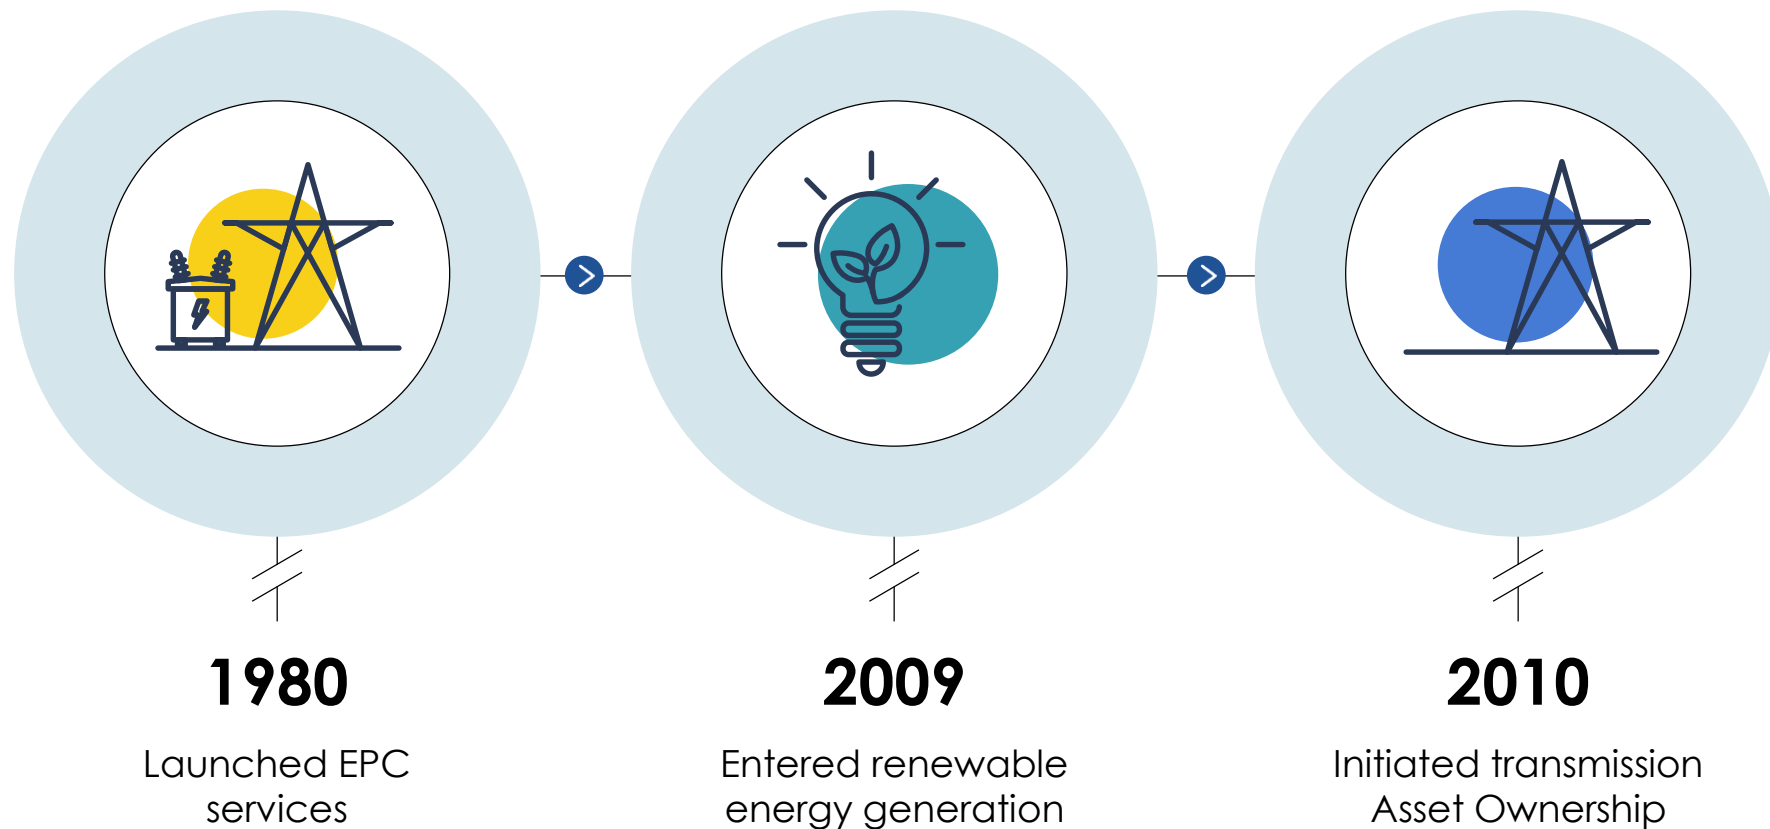 1980
Launched EPC
services
2009
Entered renewable
energy generation
2010
Initiated transmission
Asset Ownership